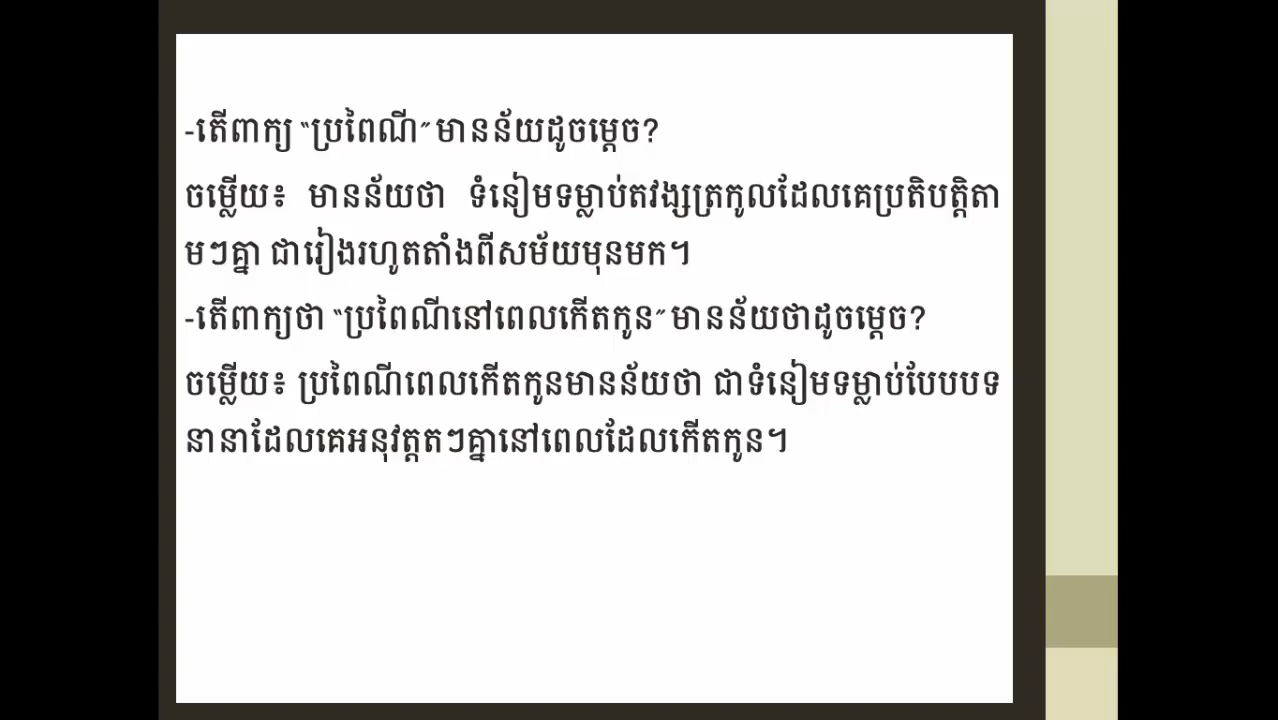 -តើពាក្យ “ប្រពៃណី” មានន័យដូចម្តេច?
ចម្លើយ៖ មានន័យថា ទំនៀមទម្លាប់តវង្សត្រកូលដែលគេប្រតិបត្តិតា
មៗគ្នា ជារៀងរហូតតាំងពីសម័យមុនមក។
-តើពាក្យថា “ប្រពៃណីនៅពេលកើតកូន” មានន័យថាដូចម្តេច?
ចម្លើយ៖ ប្រពៃណីពេលកើតកូនមានន័យថា ជាទំនៀមទម្លាប់បែបបទ
នានាដែលគេអនុវត្តតៗគ្នានៅពេលដែលកើតកូន។